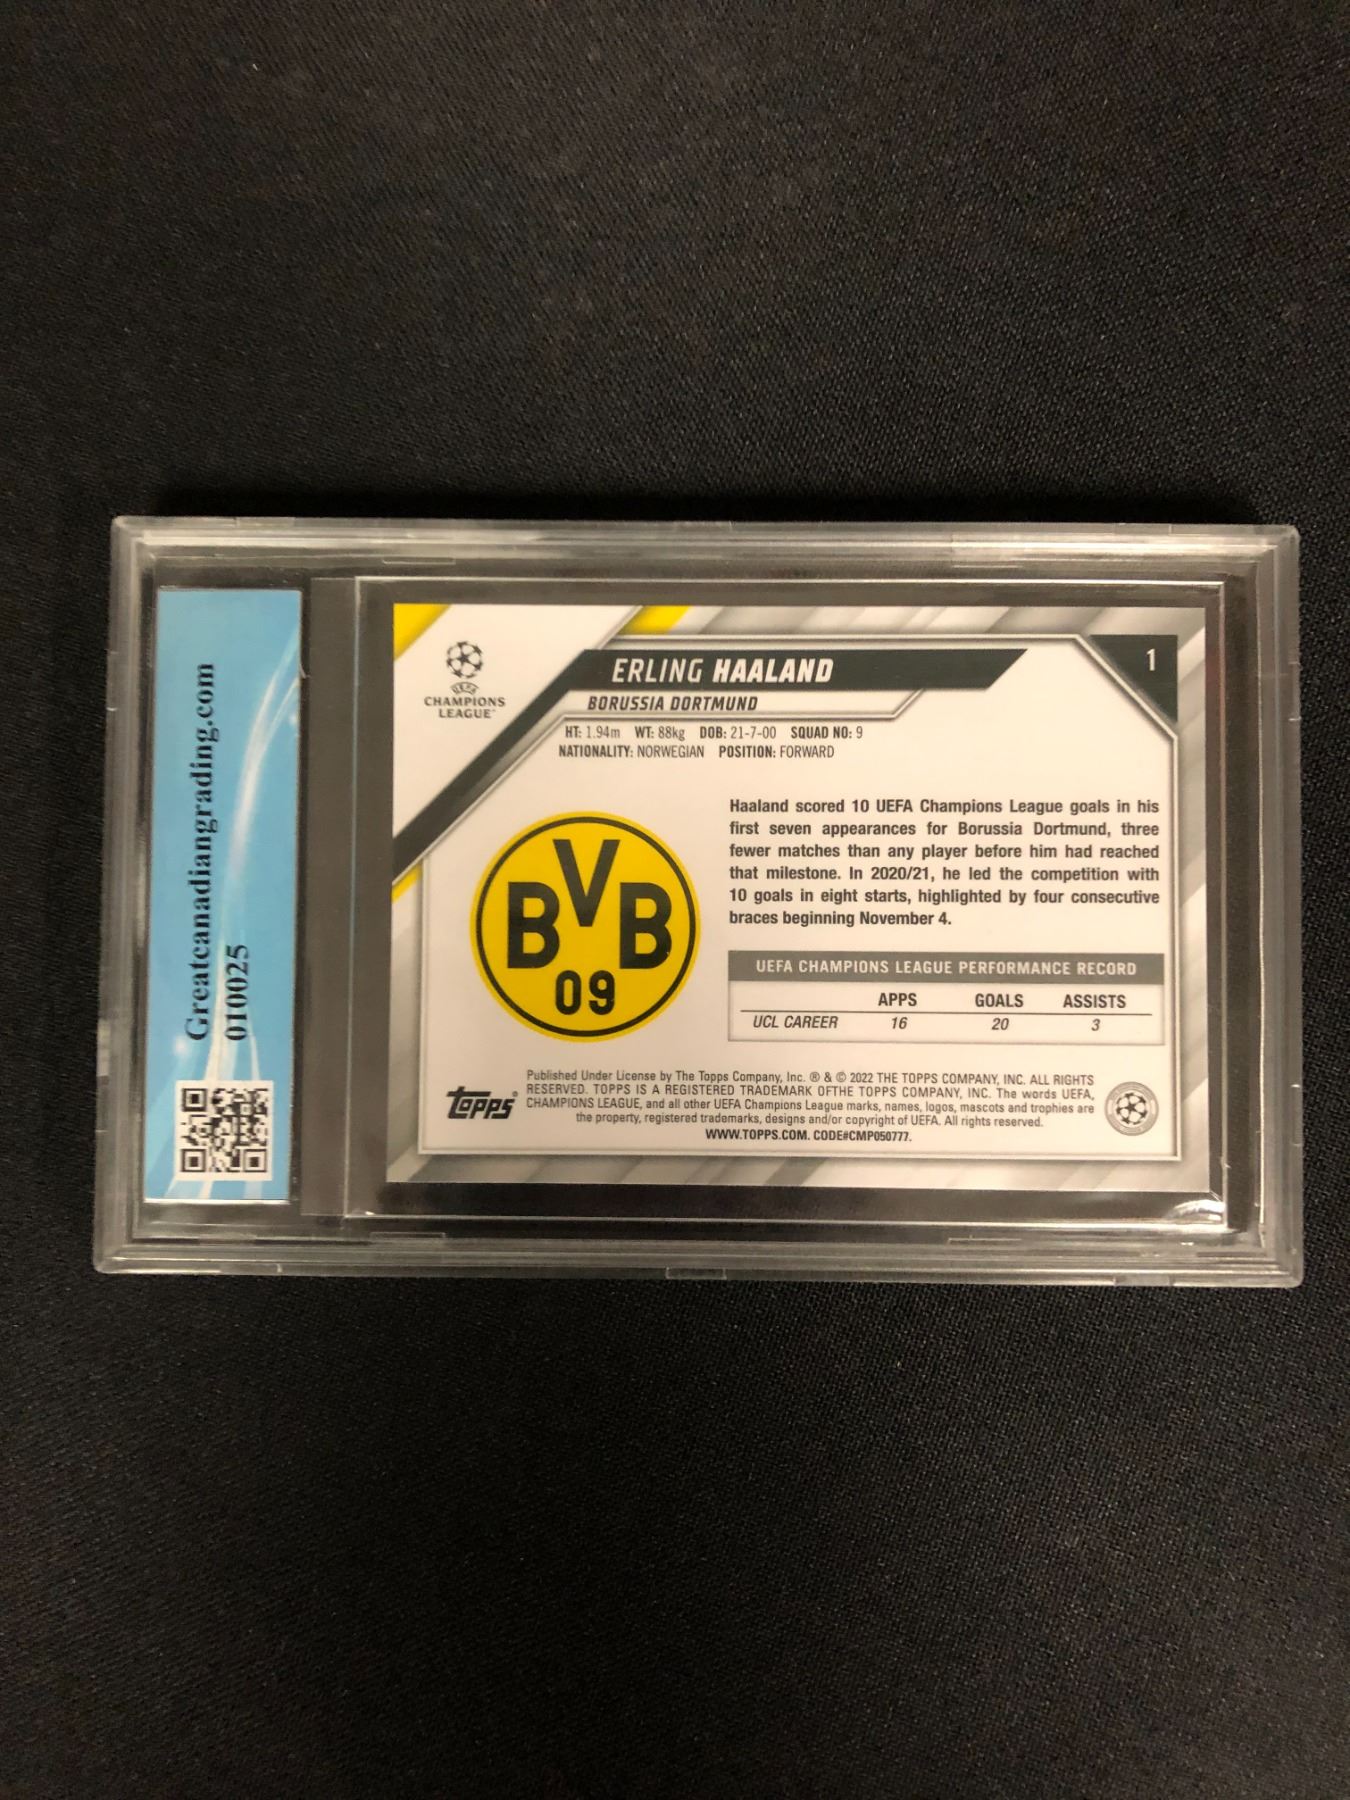 Greatcanadiangrading.com
010025
UEFA
CHAMPIONS
LEAGUE
ERLING HAALAND
1
BORUSSIA DORTMUND
HT: 1.94m WT: 88kg DOB: 21-7-00 SQUAD NO: 9
NATIONALITY: NORWEGIAN POSITION: FORWARD
Haaland scored 10 UEFA Champions League goals in his
first seven appearances for Borussia Dortmund, three
fewer matches than any player before him had reached
that milestone. In 2020/21, he led the competition with
10 goals in eight starts, highlighted by four consecutive
braces beginning November 4.
BVB
09
UEFA CHAMPIONS LEAGUE PERFORMANCE RECORD
APPS GOALS ASSISTS
UCL CAREER 16 20 3
topps®
Published Under License by The Topps Company, Inc. ® & © 2022 THE TOPPS COMPANY, INC. ALL RIGHTS
RESERVED. TOPPS IS A REGISTERED TRADEMARK OFTHE TOPPS COMPANY, INC. The words UEFA,
CHAMPIONS LEAGUE, and all other UEFA Champions League marks, names, logos, mascots and trophies are
the property, registered trademarks, designs and/or copyright of UEFA. All rights reserved.
WWW.TOPPS.COM. CODE#CMP050777.